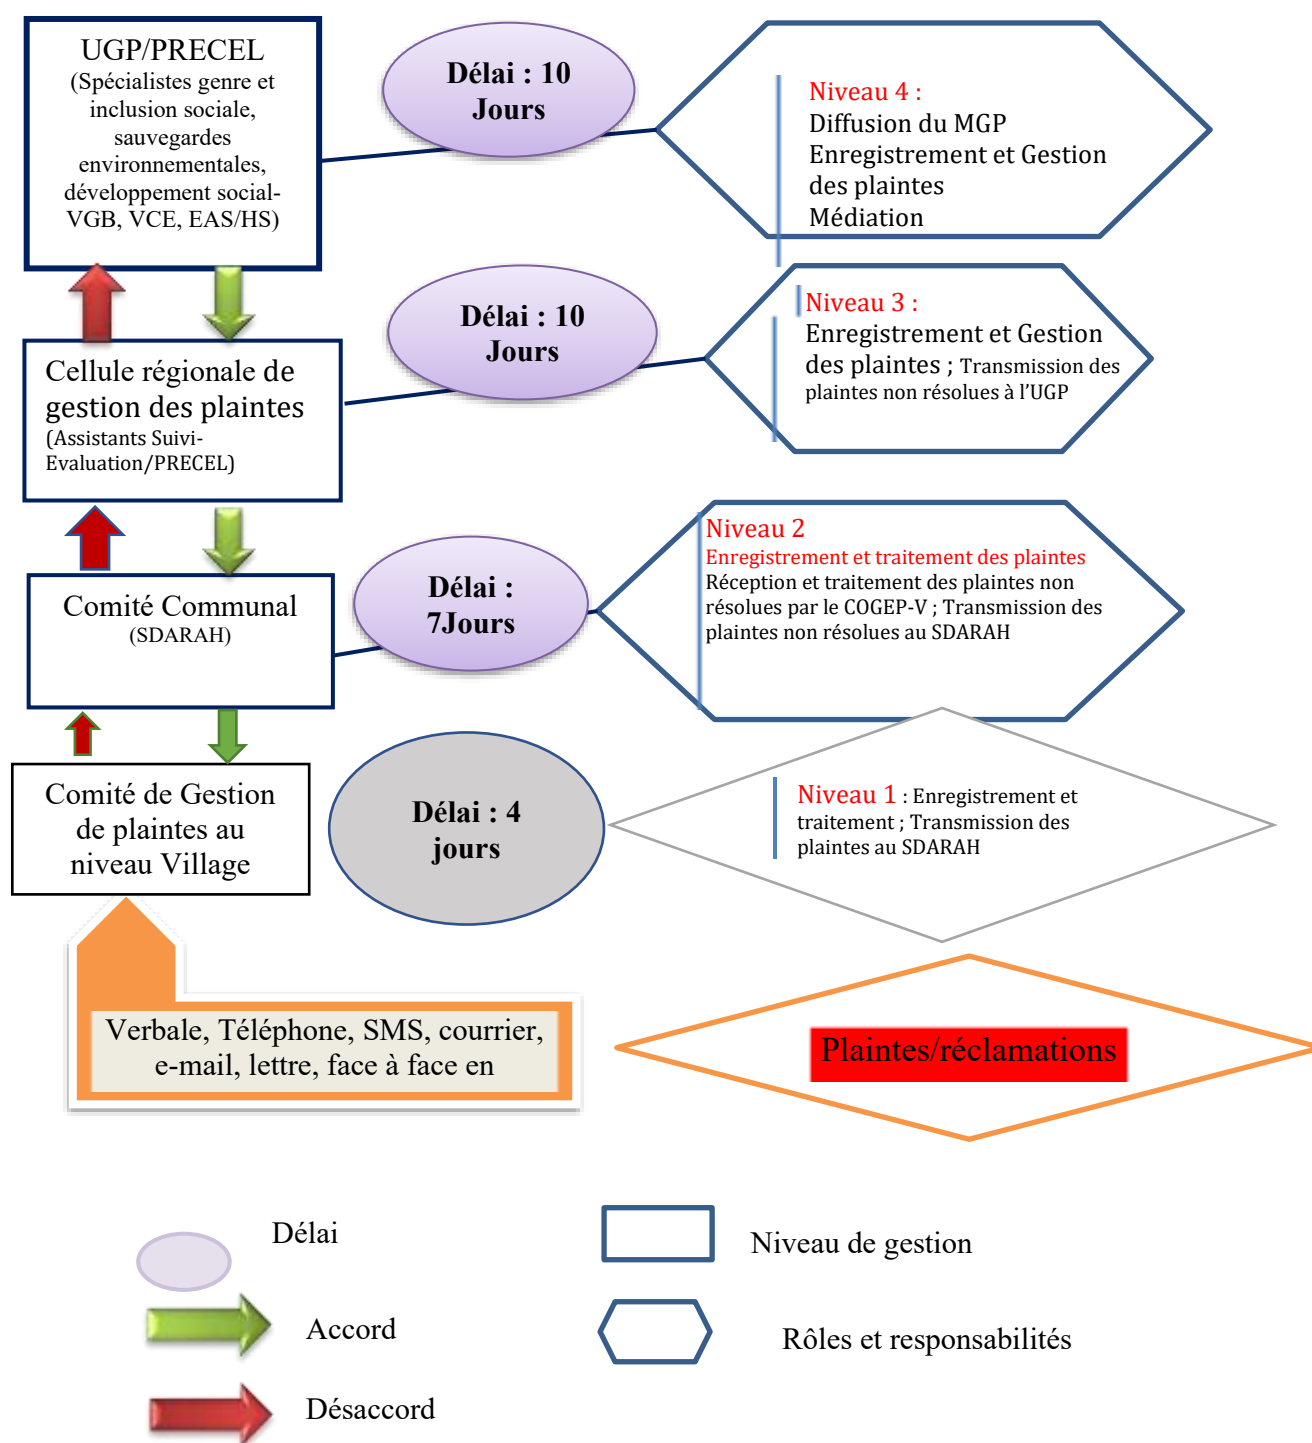 UGP/PRECEL
(Spécialistes genre et
inclusion sociale,
sauvegardes
environnementales,
développement social-
VGB, VCE, EAS/HS)
Délai : 10
Jours
Niveau 4 :
Diffusion du MGP
Enregistrement et Gestion
des plaintes
Médiation
Cellule régionale de
gestion des plaintes
(Assistants Suivi-
Evaluation/PRECEL)
Délai : 10
Jours
Niveau 3 :
Enregistrement et Gestion
des plaintes ; Transmission des
plaintes non résolues à l’UGP
Comité Communal
(SDARAH)
Délai :
7Jours
Niveau 2
Enregistrement et traitement des plaintes
Réception et traitement des plaintes non
résolues par le COGEP-V ; Transmission des
plaintes non résolues au SDARAH
Comité de Gestion
de plaintes au
niveau Village
Délai : 4
jours
Niveau 1 : Enregistrement et
traitement ; Transmission des
plaintes au SDARAH
Verbale, Téléphone, SMS, courrier,
e-mail, lettre, face à face en
Plaintes/réclamations
Délai
Niveau de gestion
Accord
Rôles et responsabilités
Désaccord